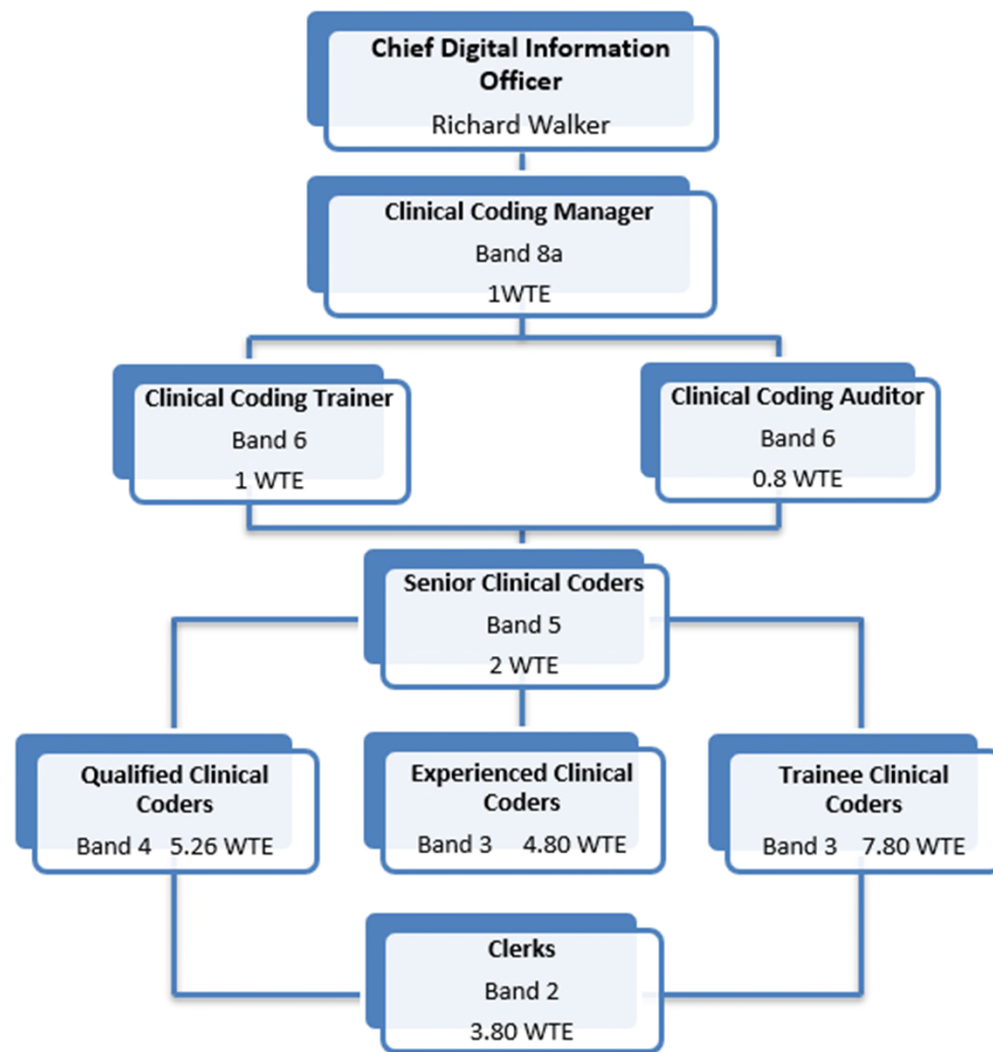 Chief Digital Information
Officer
Richard Walker
Clinical Coding Manager
Band 8a
1WTE
Clinical Coding Trainer
Band 6
1 WTE
Clinical Coding Auditor
Band 6
0.8 WTE
Senior Clinical Coders
Band 5
2 WTE
Qualified Clinical
Coders
Band 4 5.26 WTE
Experienced Clinical
Coders
Band 3 4.80 WTE
Trainee Clinical
Coders
Band 3 7.80 WTE
Clerks
Band 2
3.80 WTE